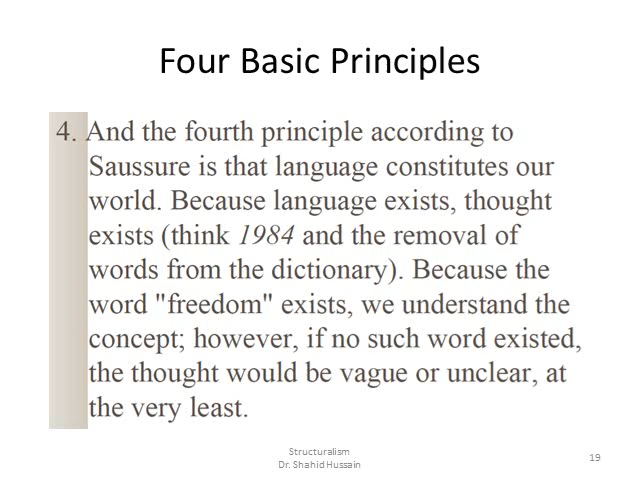 Four Basic Principles
4. And the fourth principle according to
Saussure is that language constitutes our
world. Because language exists, thought
exists (think 1984 and the removal of
words from the dictionary). Because the
word "freedom" exists, we understand the
concept; however, if no such word existed,
the thought would be vague or unclear, at
the very least.
Structuralism
Dr. Shahid Hussain
19